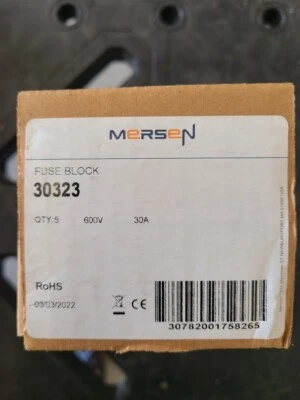 MERSEN
FUSE BLOCK
30323
QTY:5 600V 30A
RoHS
03/03/2022
CE
30782001758265